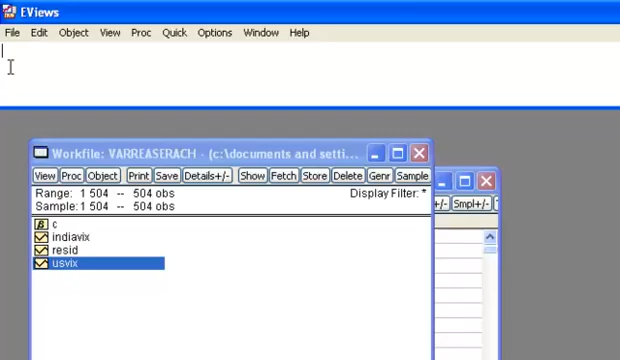 EViews
File Edit Object View Proc Quick Options Window Help
Workfile: VARREASERACH - (c:\documents and setti...
View Proc Object Print Save Details+/- Show Fetch Store Delete Genr Sample
+/- Smpl+/-
Range: 1 504 -- 504 obs Display Filter: *
Sample: 1 504 -- 504 obs
β c
indiavix
resid
usvix